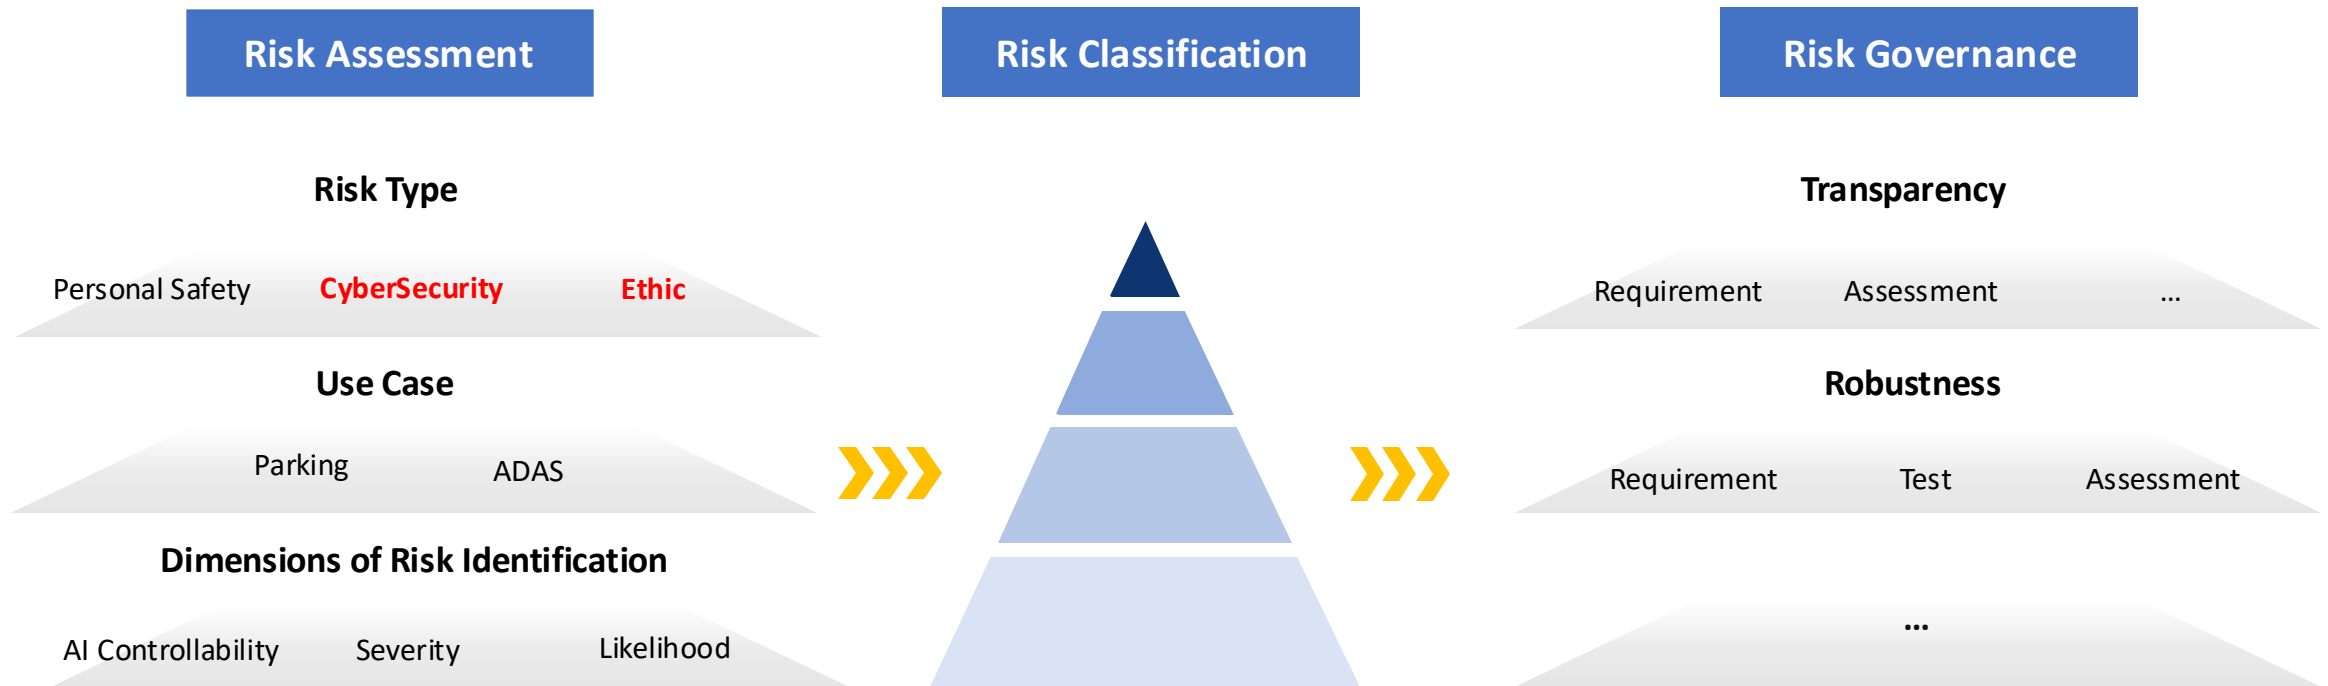 Risk Assessment
Risk Type
Personal Safety CyberSecurity Ethic
Use Case
Parking ADAS
Dimensions of Risk Identification
AI Controllability Severity Likelihood
Risk Classification
Risk Governance
Transparency
Requirement Assessment ...
Robustness
Requirement Test Assessment
...